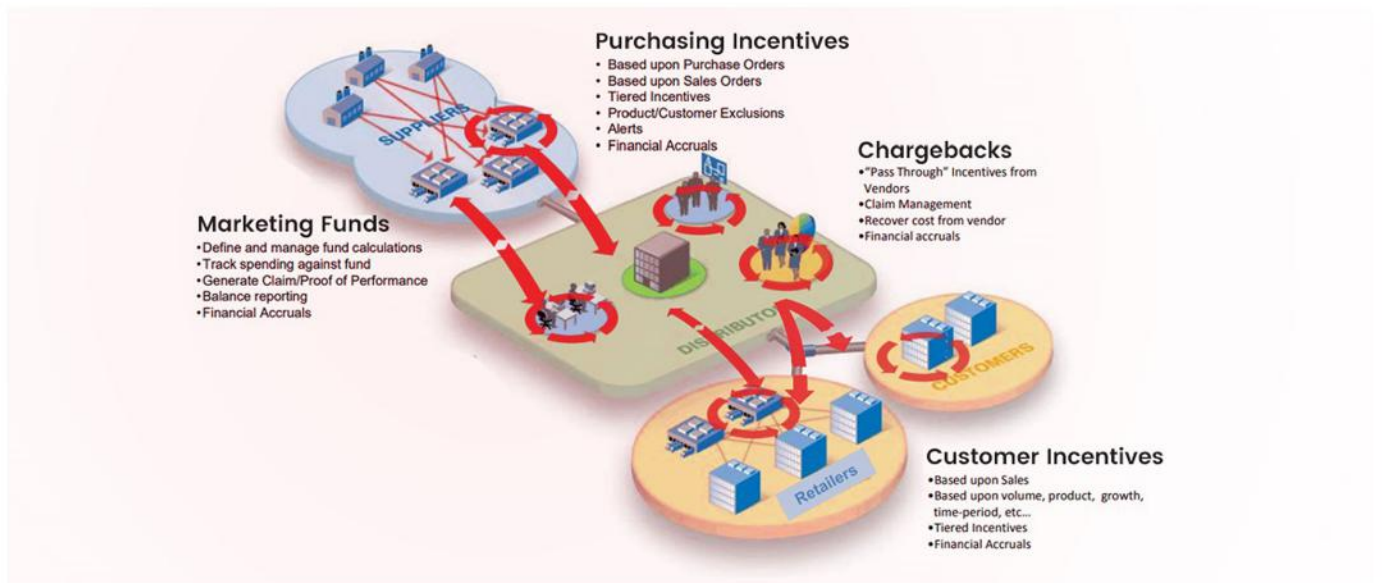 Purchasing Incentives
• Based upon Purchase Orders
• Based upon Sales Orders
• Tiered Incentives
• Product/Customer Exclusions
• Alerts
• Financial Accruals
SUPPLIERS
Chargebacks
•"Pass Through" Incentives from
Vendors
•Claim Management
•Recover cost from vendor
•Financial accruals
Marketing Funds
•Define and manage fund calculations
•Track spending against fund
•Generate Claim/Proof of Performance
•Balance reporting
•Financial Accruals
DISTRIBUTOR
CUSTOMERS
Retailers
Customer Incentives
•Based upon Sales
•Based upon volume, product, growth,
time-period, etc...
•Tiered Incentives
•Financial Accruals